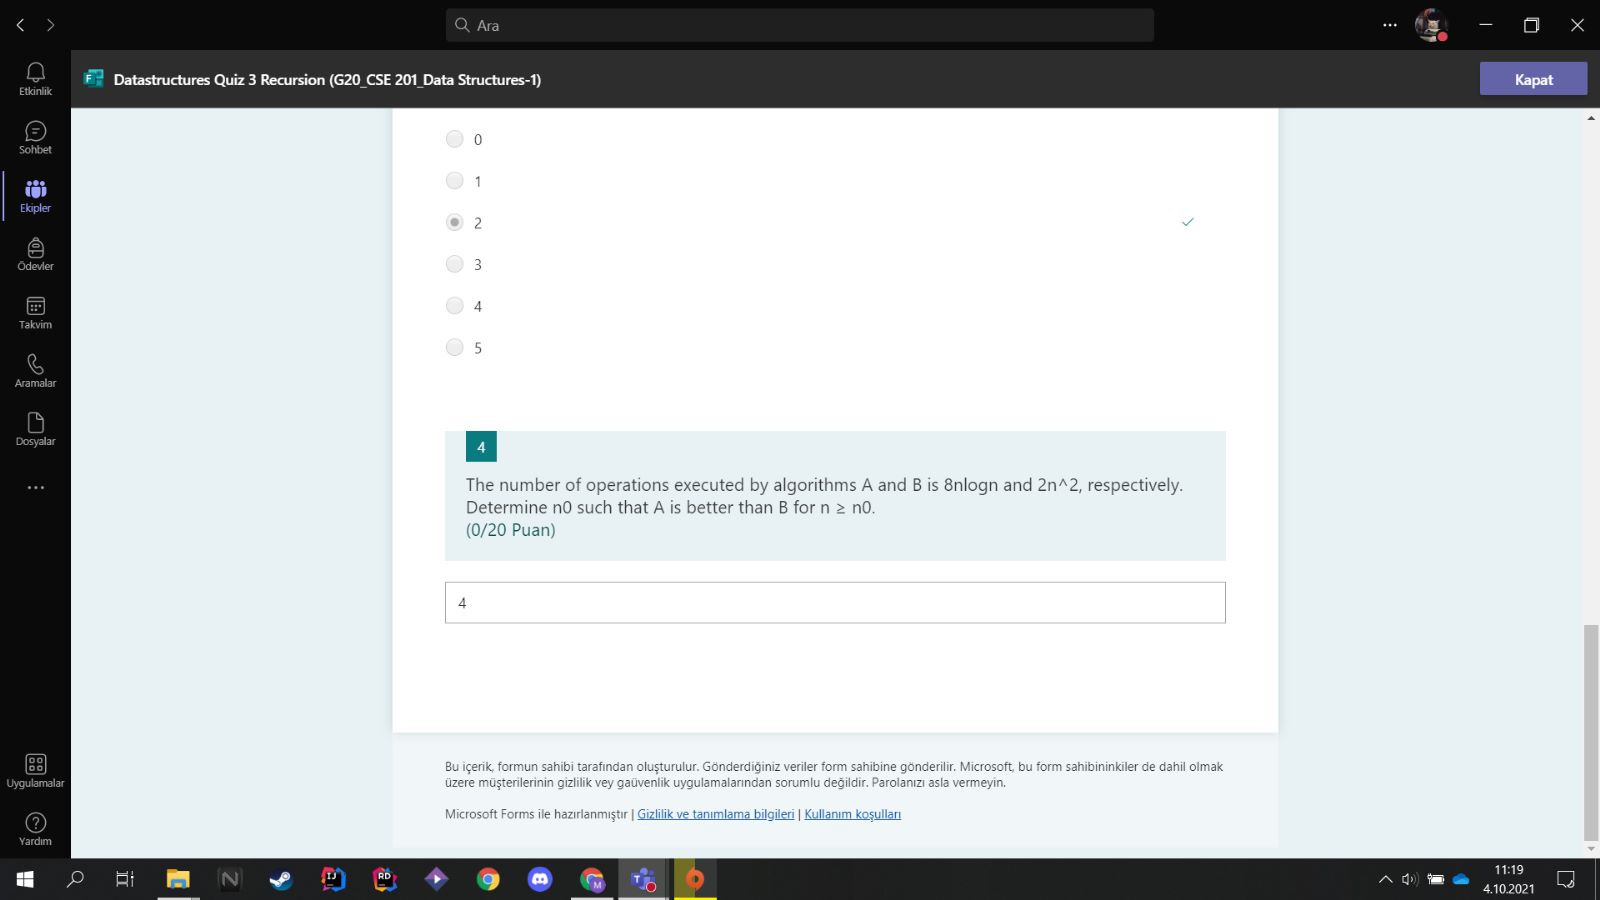 Ara
Etkinlik
Sohbet
Ekipler
Ödevler
Takvim
Aramalar
Dosyalar
Uygulamalar
Yardım
Datastructures Quiz 3 Recursion (G20_CSE 201_Data Structures-1)
Kapat
0
1
2
3
4
5
4
The number of operations executed by algorithms A and B is 8nlogn and 2n^2, respectively.
Determine n0 such that A is better than B for n ≥ n0.
(0/20 Puan)
4
Bu içerik, formun sahibi tarafından oluşturulur. Gönderdiğiniz veriler form sahibine gönderilir. Microsoft, bu form sahibininkiler de dahil olmak
üzere müşterilerinin gizlilik vey gaüvenlik uygulamalarından sorumlu değildir. Parolanızı asla vermeyin.
Microsoft Forms ile hazırlanmıştır | Gizlilik ve tanımlama bilgileri | Kullanım koşulları
11:19
4.10.2021